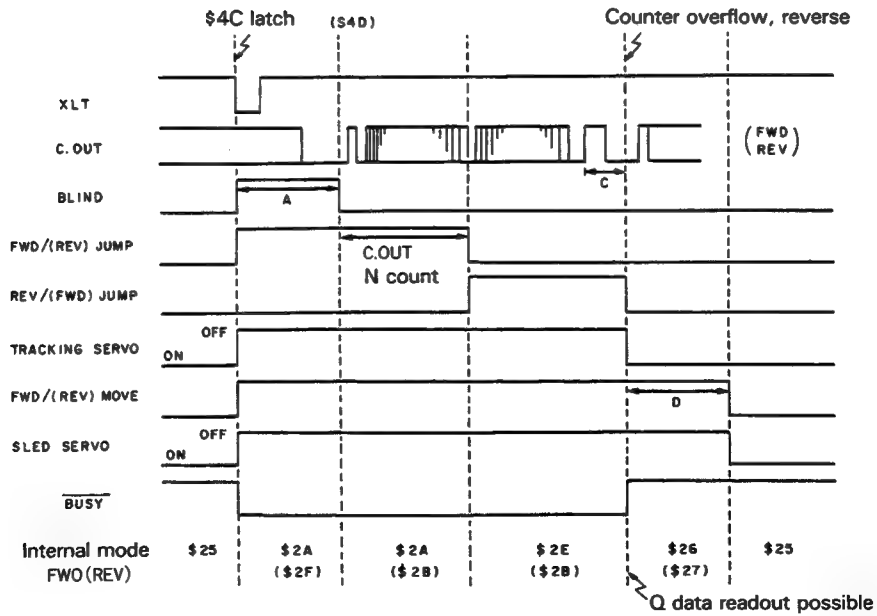 $4C latch
($4D)
Counter overflow, reverse
XLT
C.OUT
(FWD
REV)
C
BLIND
A
FWD/(REV) JUMP
C.OUT
N count
REV/(FWD) JUMP
TRACKING SERVO
OFF
ON
FWD/(REV) MOVE
D
SLED SERVO
OFF
ON
BUSY
Internal mode
FWO(REV)
$25 $2A $2A $2E $26 $25
($2F) ($2B) ($2B) ($27)
Q data readout possible